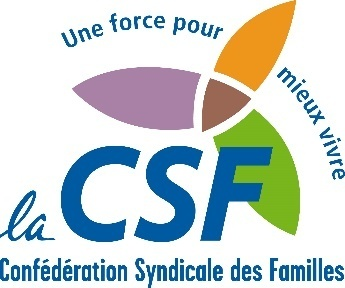 Une force pour mieux vivre
la CSF
Confédération Syndicale des Familles